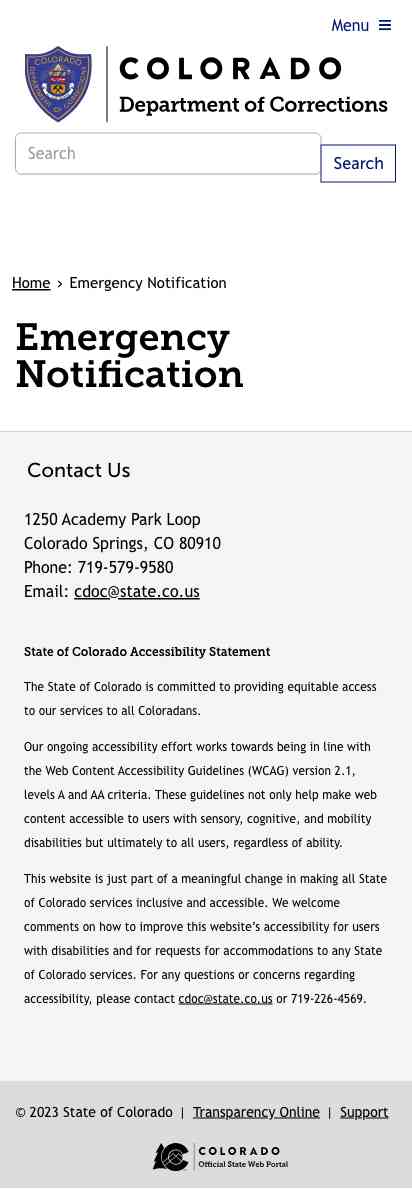 Menu
COLORADO
Department of Corrections
Search
Search
Home › Emergency Notification
Emergency
Notification
Contact Us
1250 Academy Park Loop
Colorado Springs, CO 80910
Phone: 719-579-9580
Email: cdoc@state.co.us
State of Colorado Accessibility Statement
The State of Colorado is committed to providing equitable access
to our services to all Coloradans.
Our ongoing accessibility effort works towards being in line with
the Web Content Accessibility Guidelines (WCAG) version 2.1,
levels A and AA criteria. These guidelines not only help make web
content accessible to users with sensory, cognitive, and mobility
disabilities but ultimately to all users, regardless of ability.
This website is just part of a meaningful change in making all State
of Colorado services inclusive and accessible. We welcome
comments on how to improve this website's accessibility for users
with disabilities and for requests for accommodations to any State
of Colorado services. For any questions or concerns regarding
accessibility, please contact cdoc@state.co.us or 719-226-4569.
© 2023 State of Colorado | Transparency Online | Support
COLORADO
Official State Web Portal